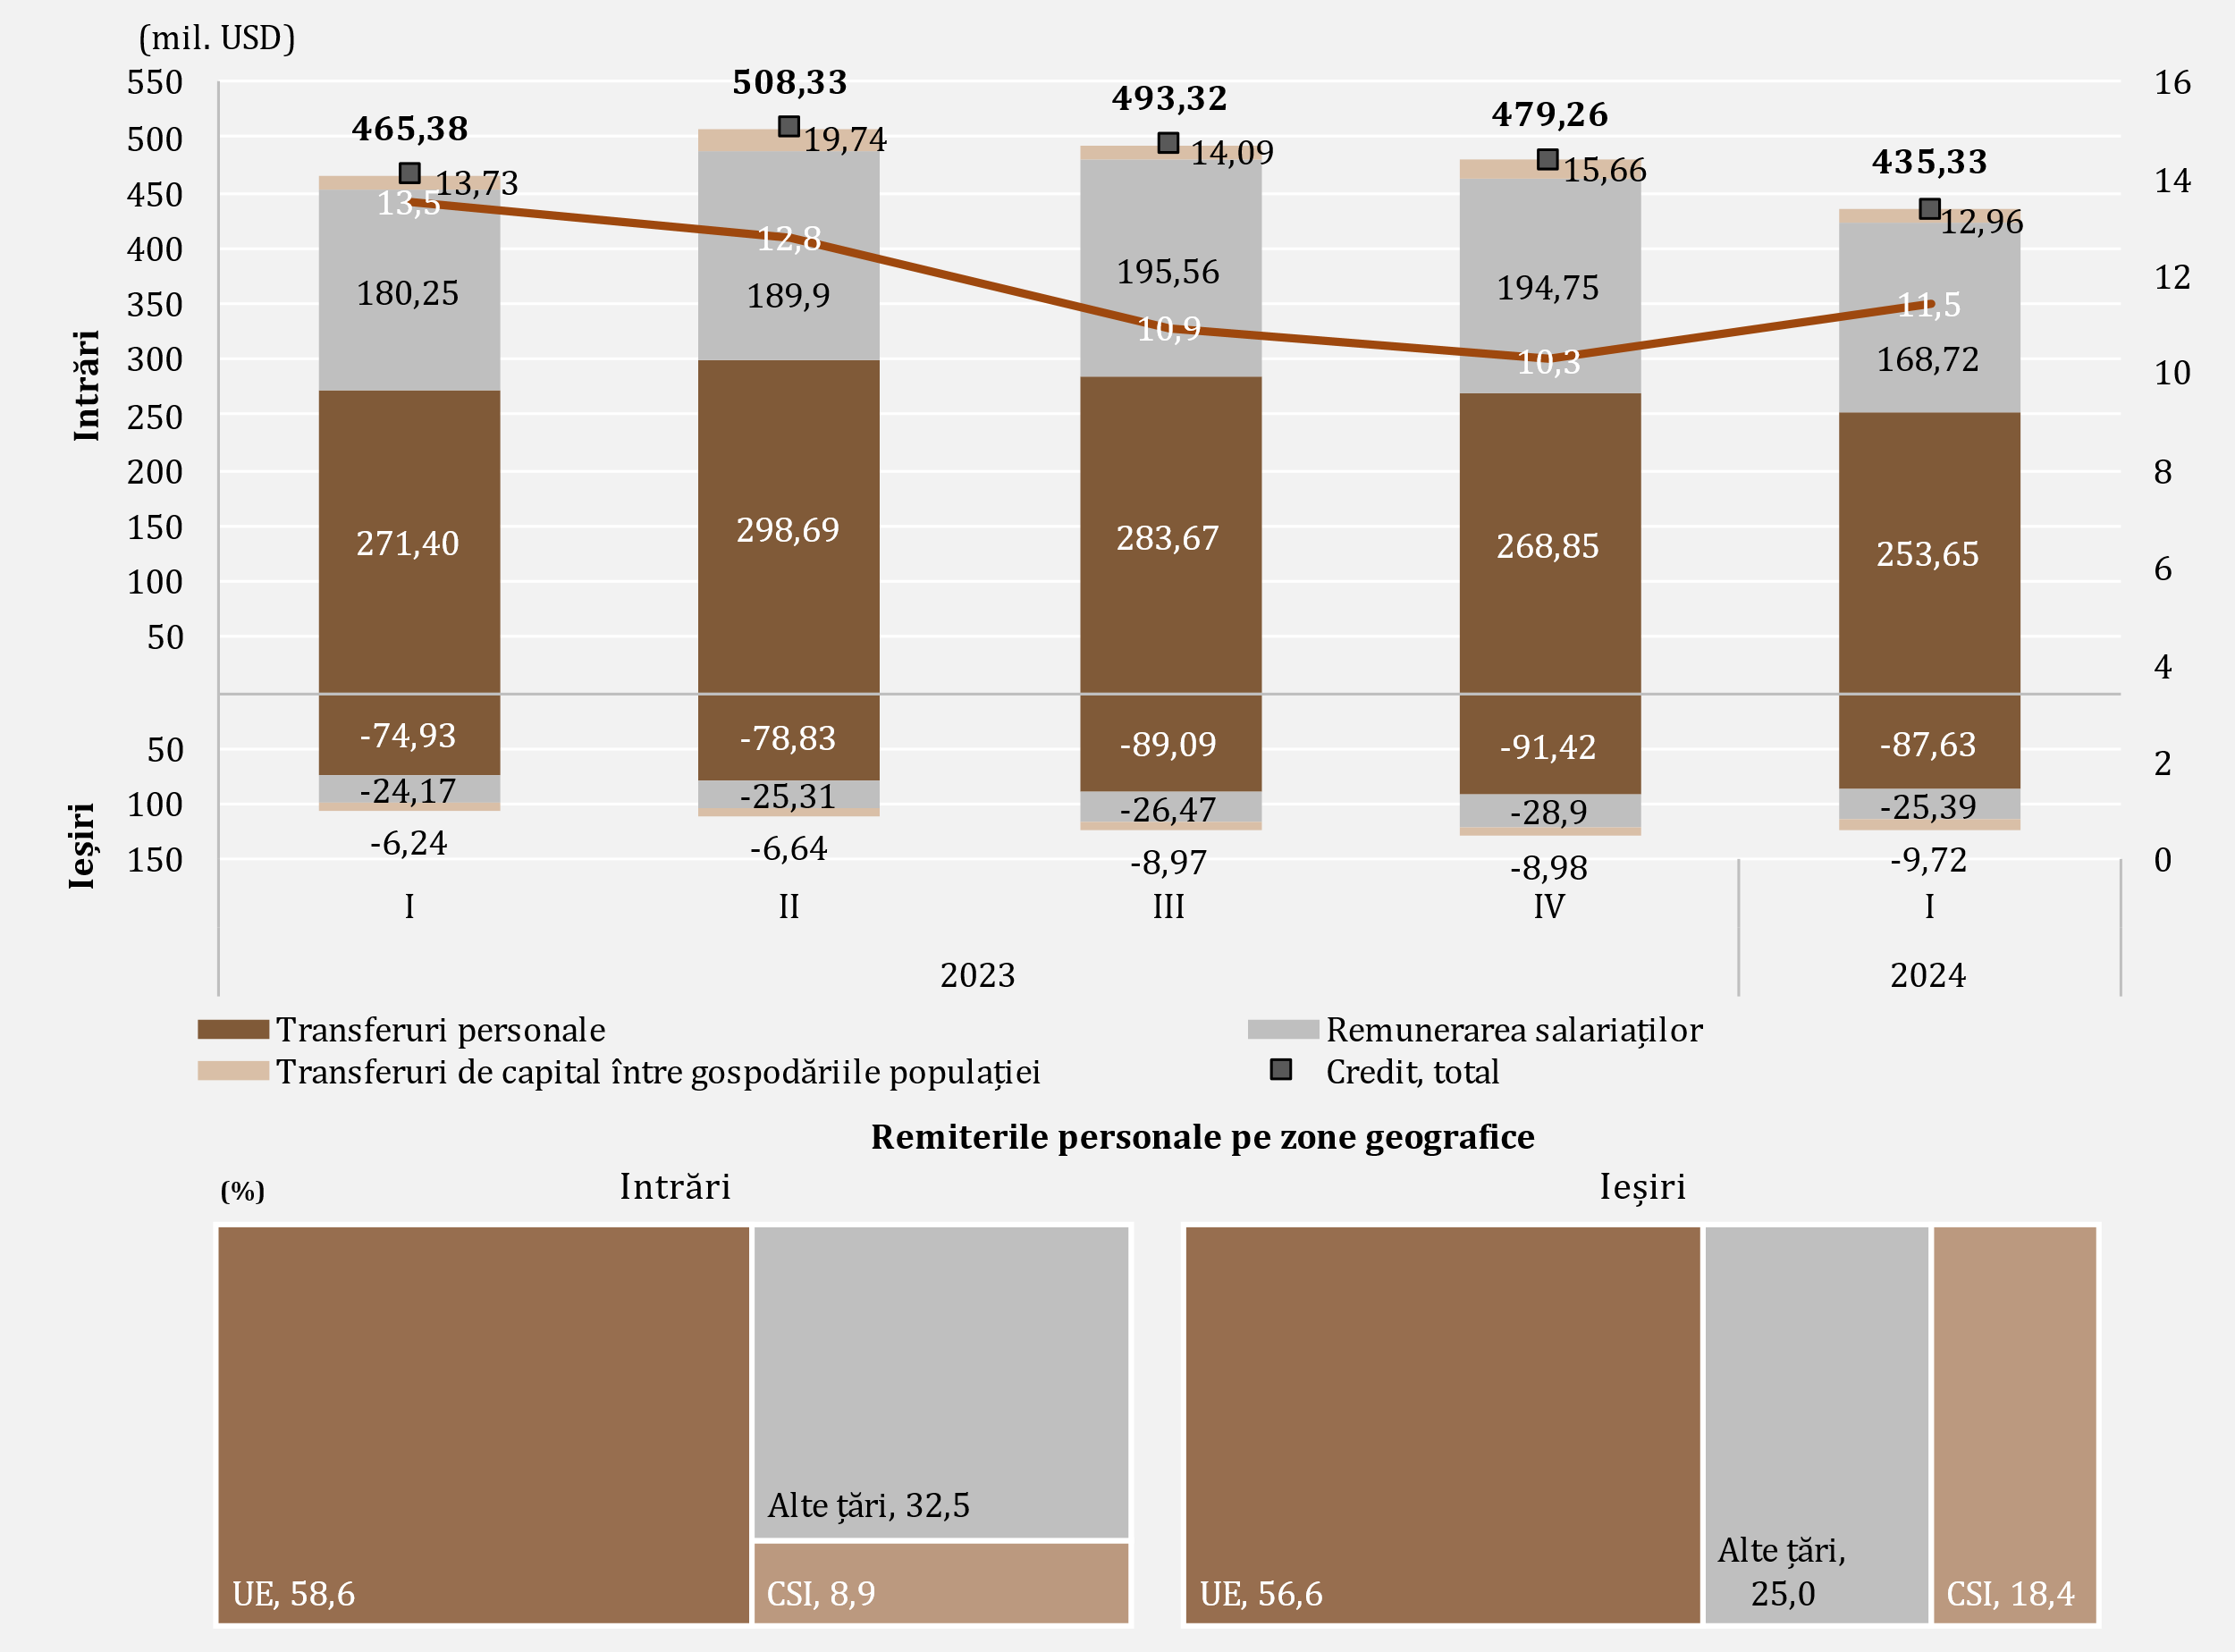 (mil. USD)
550 508,33 16
500 465,38 493,32 479,26
19,74 14,09 15,66 435,33
450 13,73 14
13,5 12,96
400 12,8
180,25 189,9 195,56 194,75 12
350 10,9 11,5
300 10,3 168,72 10
Intrări
250
200 8
150 271,40 298,69 283,67 268,85 253,65
100 6
50
4
-74,93 -78,83 -89,09 -91,42 -87,63
50 2
100 -24,17 -25,31 -26,47 -28,9 -25,39
Ieșiri
150 -6,24 -6,64 -8,97 -8,98 -9,72 0
I II III IV I
2023 2024
Transferuri personale Remunerarea salariaților
Transferuri de capital între gospodăriile populației Credit, total
Remiterile personale pe zone geografice
(%) Intrări Ieșiri
Alte țări, 32,5
UE, 58,6 CSI, 8,9
Alte țări,
UE, 56,6 25,0 CSI, 18,4